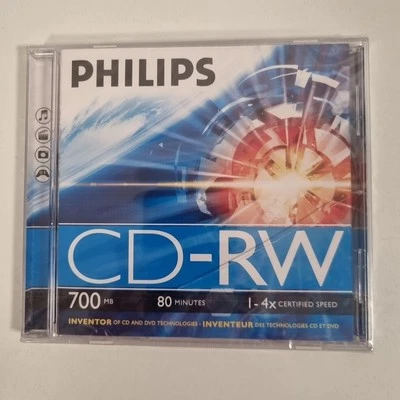 PHILIPS
CD-RW
700 MB 80 MINUTES 1-4x CERTIFIED SPEED
INVENTOR OF CD AND DVD TECHNOLOGIES - INVENTEUR DES TECHNOLOGIES CD ET DVD